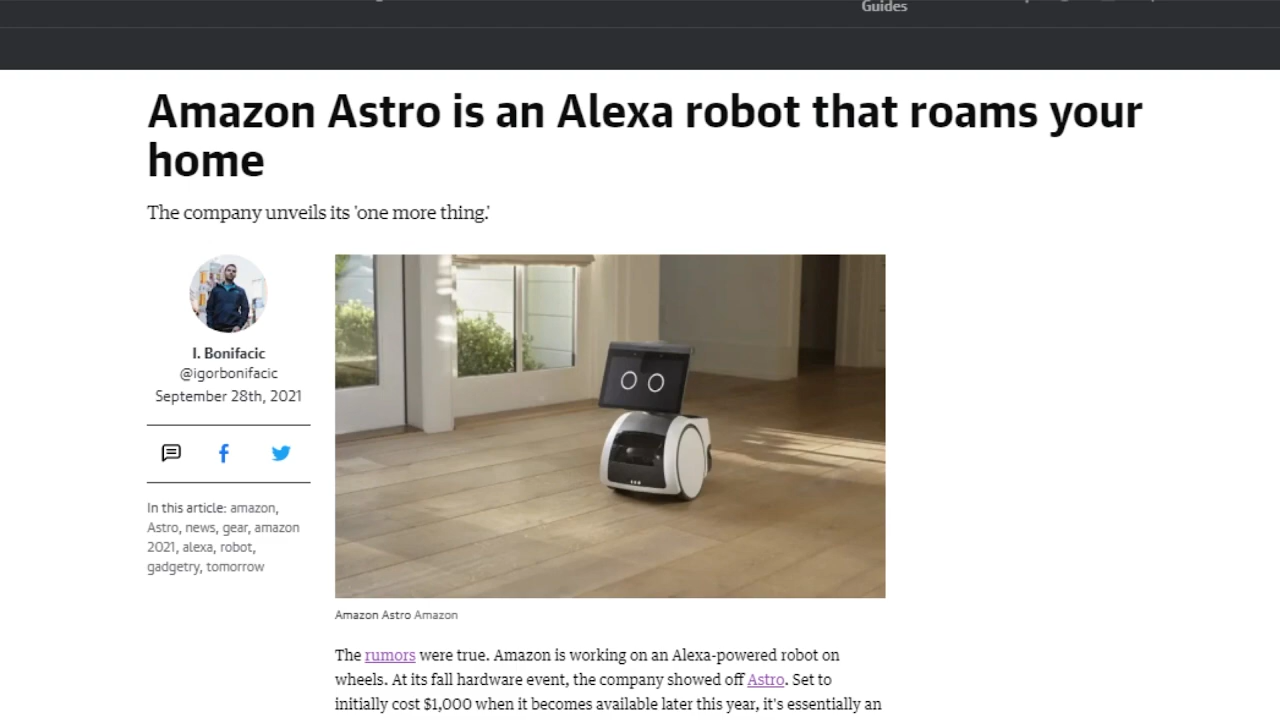 Guides
Amazon Astro is an Alexa robot that roams your
home
The company unveils its 'one more thing.'
I. Bonifacic
@igorbonifacic
September 28th, 2021
In this article: amazon,
Astro, news, gear, amazon
2021, alexa, robot,
gadgetry, tomorrow
Amazon Astro Amazon
The rumors were true. Amazon is working on an Alexa-powered robot on
wheels. At its fall hardware event, the company showed off Astro. Set to
initially cost $1,000 when it becomes available later this year, it's essentially an